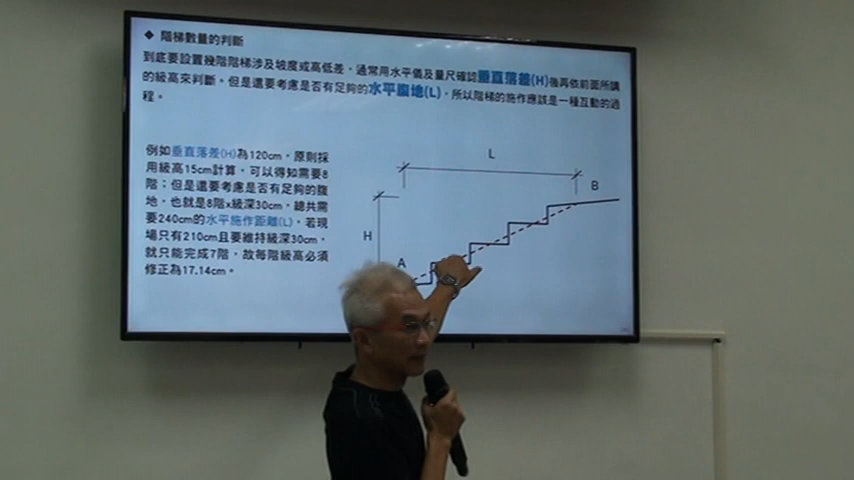 ◆ 階梯數量的判斷
到底要設置幾階階梯涉及坡度或高低差，通常用水平儀及量尺確認垂直落差(H)後再依前面所講
的級高來判斷。但是還要考慮是否有足夠的水平腹地(L)，所以階梯的施作應該是一種互動的過
程。
例如垂直落差(H)為120cm，原則採
用級高15cm計算，可以得知需要8
階；但是還要考慮是否有足夠的腹
地，也就是8階x級深30cm，總共需
要240cm的水平施作距離(L)，若現
場只有210cm且要維持級深30cm，
就只能完成7階，故每階級高必須
修正為17.14cm。
L
B
H
A